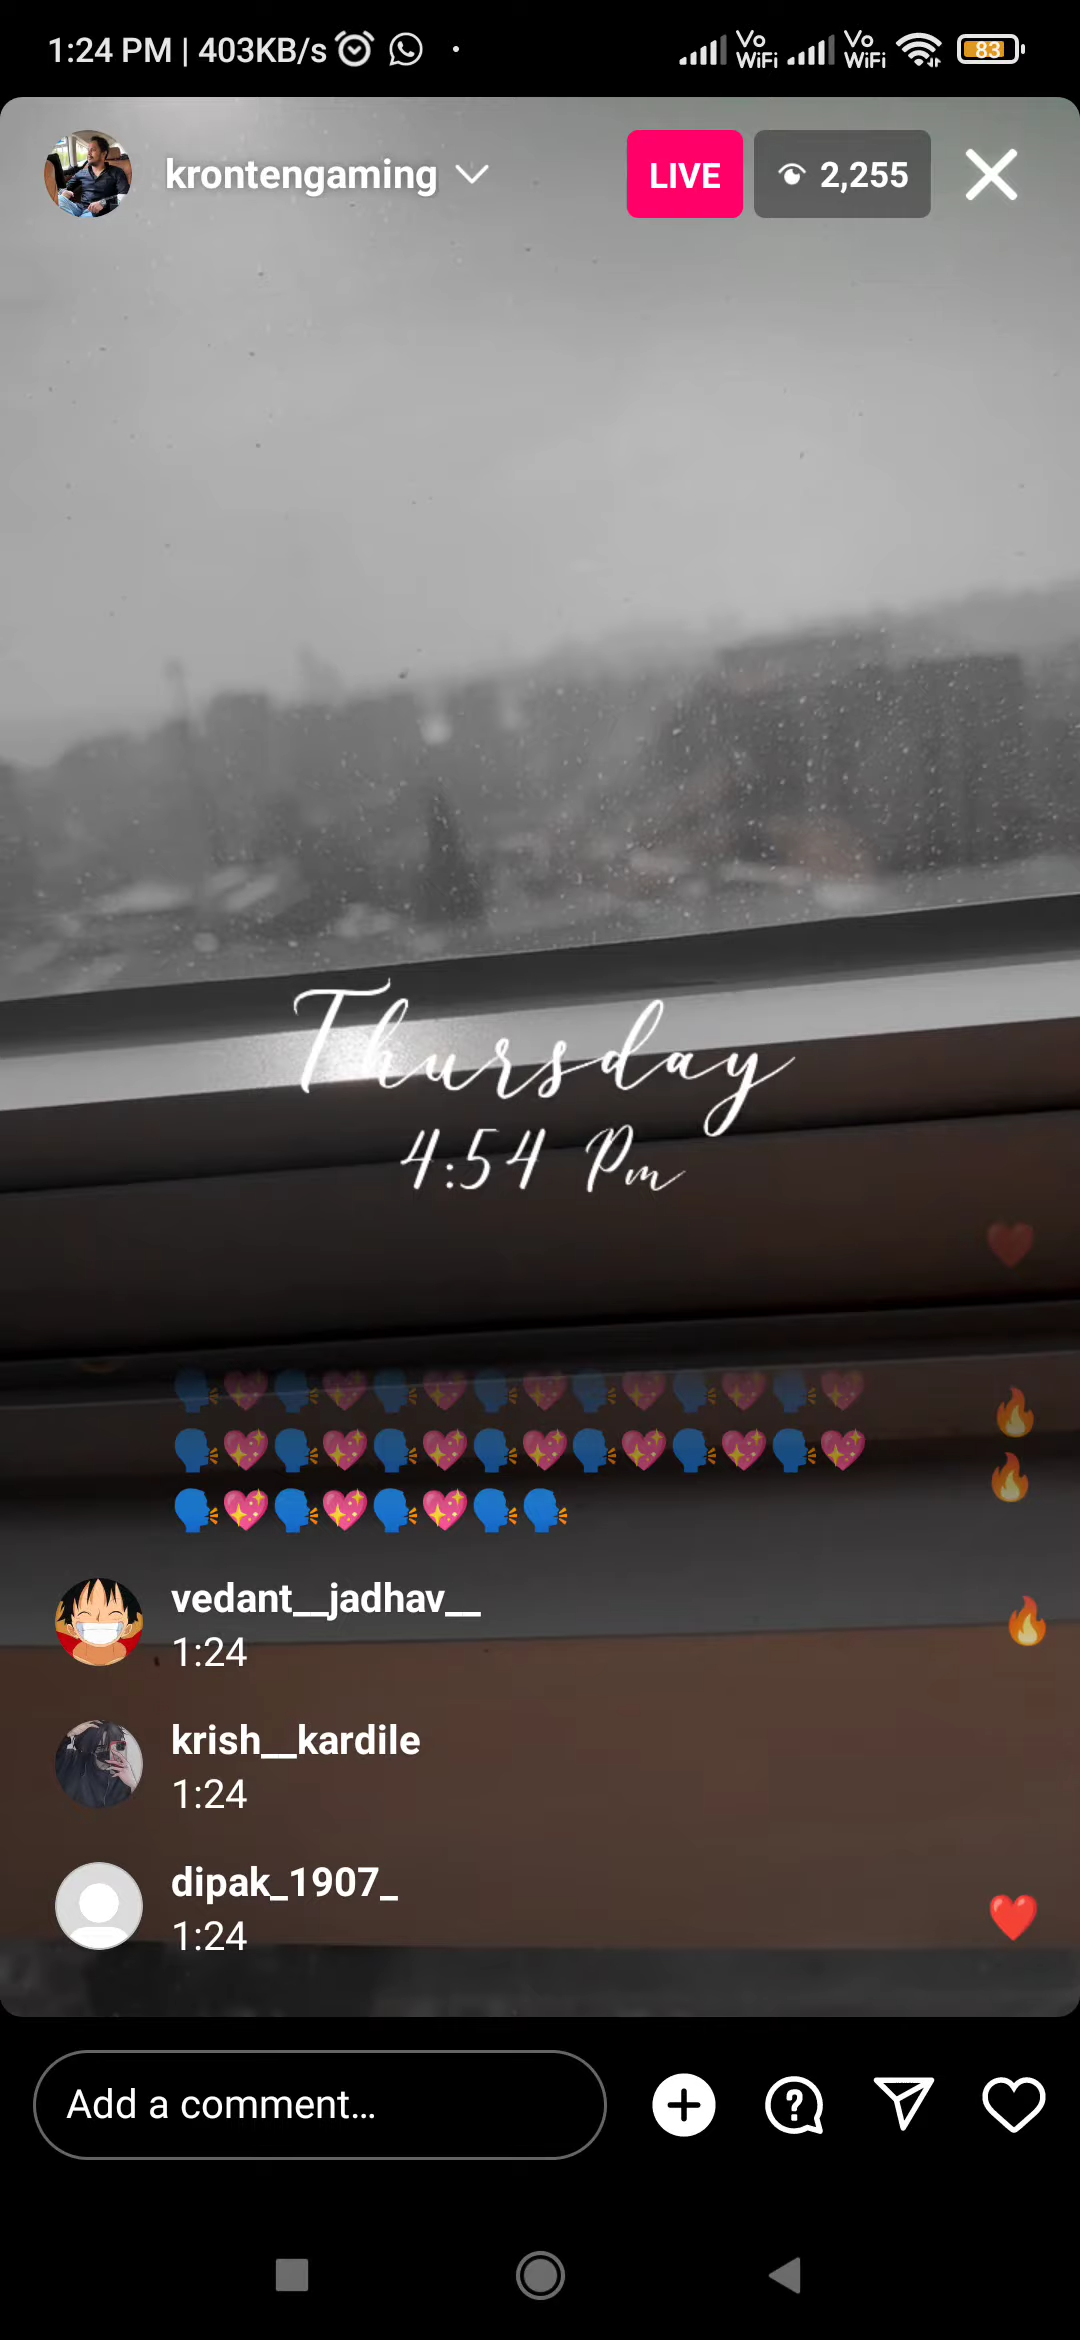 1:24 PM | 403KB/s
Vo WiFi Vo WiFi 83
krontengaming LIVE 2,255
Thursday
4:54 Pm
vedant__jadhav__
1:24
krish__kardile
1:24
dipak_1907_
1:24
Add a comment...